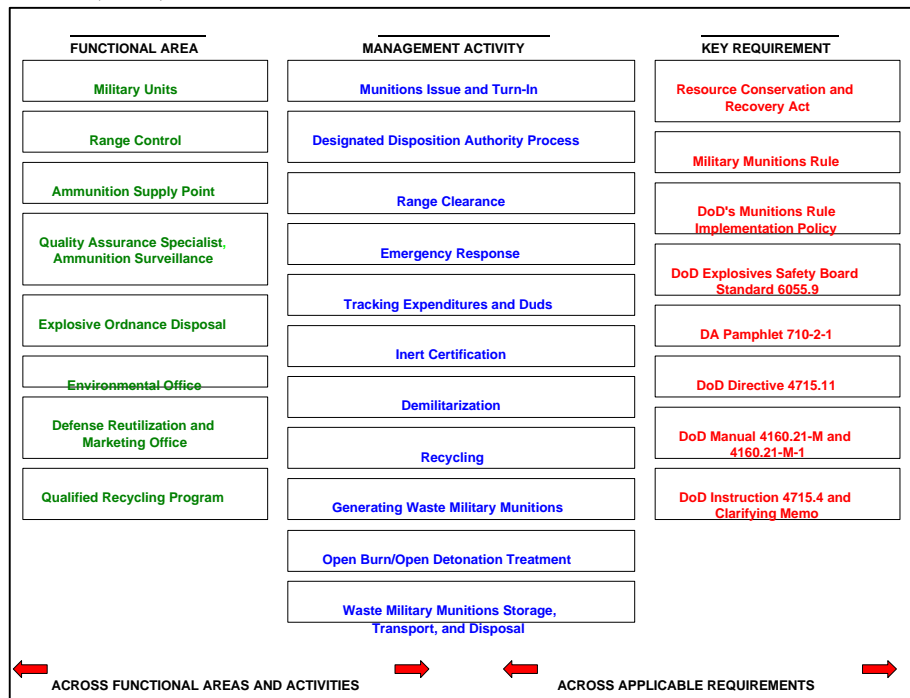 FUNCTIONAL AREA
Military Units
Range Control
Ammunition Supply Point
Quality Assurance Specialist,
Ammunition Surveillance
Explosive Ordnance Disposal
Environmental Office
Defense Reutilization and
Marketing Office
Qualified Recycling Program
MANAGEMENT ACTIVITY
Munitions Issue and Turn-In
Designated Disposition Authority Process
Range Clearance
Emergency Response
Tracking Expenditures and Duds
Inert Certification
Demilitarization
Recycling
Generating Waste Military Munitions
Open Burn/Open Detonation Treatment
Waste Military Munitions Storage,
Transport, and Disposal
KEY REQUIREMENT
Resource Conservation and
Recovery Act
Military Munitions Rule
DoD's Munitions Rule
Implementation Policy
DoD Explosives Safety Board
Standard 6055.9
DA Pamphlet 710-2-1
DoD Directive 4715.11
DoD Manual 4160.21-M and
4160.21-M-1
DoD Instruction 4715.4 and
Clarifying Memo
ACROSS FUNCTIONAL AREAS AND ACTIVITIES
ACROSS APPLICABLE REQUIREMENTS